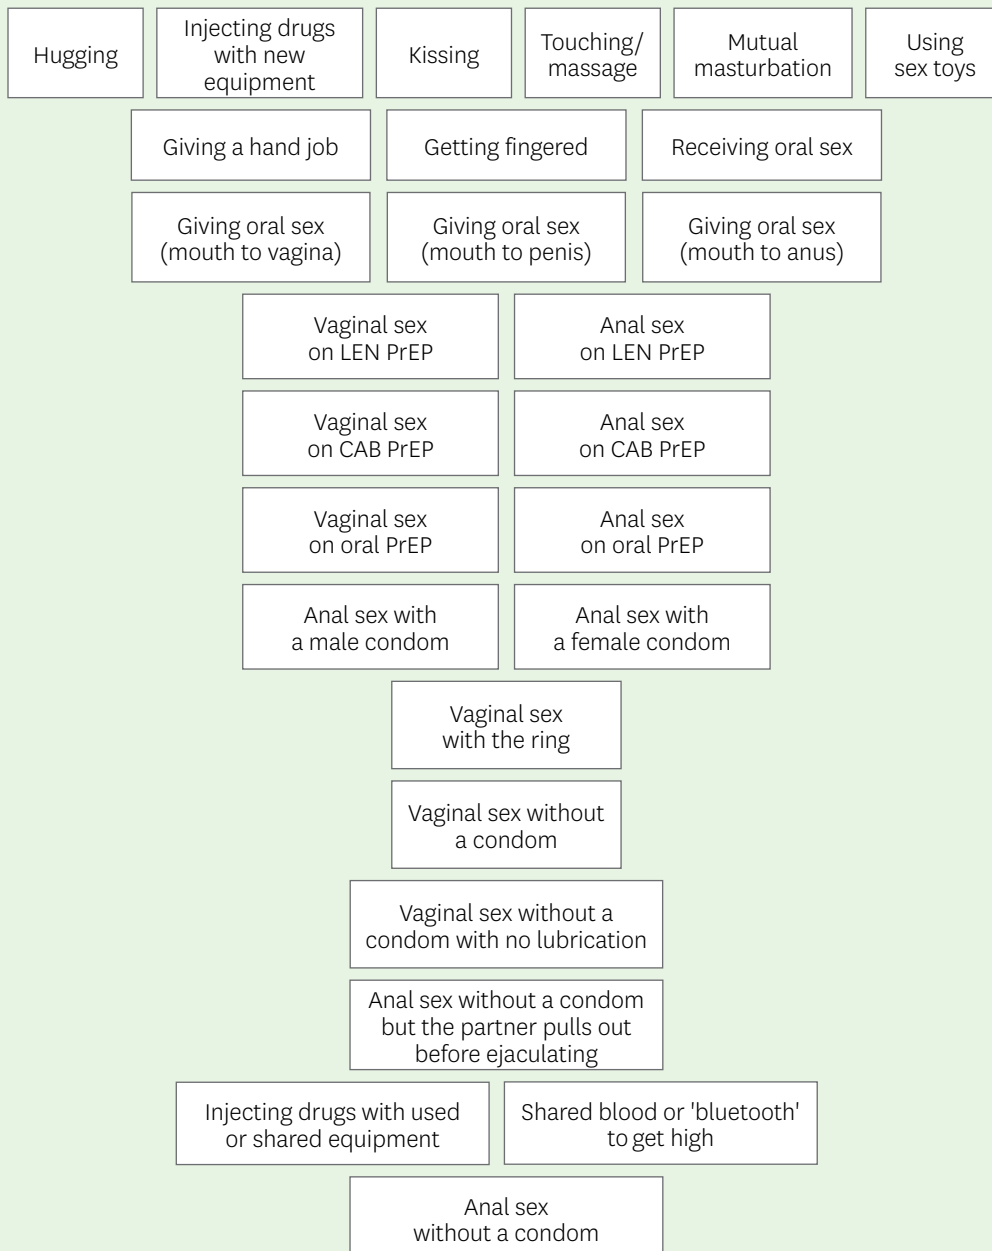 Hugging
Injecting drugs
with new
equipment
Kissing
Touching/
massage
Mutual
masturbation
Using
sex toys
Giving a hand job
Getting fingered
Receiving oral sex
Giving oral sex
(mouth to vagina)
Giving oral sex
(mouth to penis)
Giving oral sex
(mouth to anus)
Vaginal sex
on LEN PrEP
Anal sex
on LEN PrEP
Vaginal sex
on CAB PrEP
Anal sex
on CAB PrEP
Vaginal sex
on oral PrEP
Anal sex
on oral PrEP
Anal sex with
a male condom
Anal sex with
a female condom
Vaginal sex
with the ring
Vaginal sex without
a condom
Vaginal sex without a
condom with no lubrication
Anal sex without a condom
but the partner pulls out
before ejaculating
Injecting drugs with used
or shared equipment
Shared blood or 'bluetooth'
to get high
Anal sex
without a condom